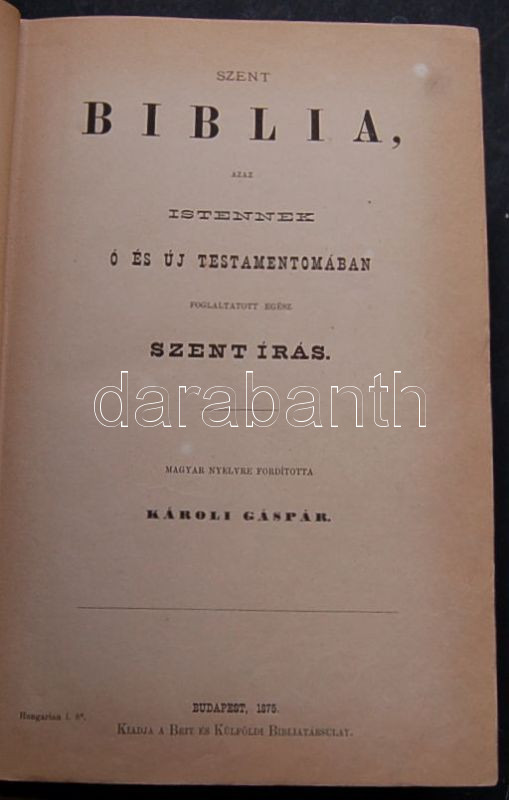 SZENT
BIBLIA,
AZAZ
ISTENNEK
Ó ÉS ÚJ TESTAMENTOMÁBAN
FOGLALTATOTT EGÉSZ
SZENT ÍRÁS.
darabanth
MAGYAR NYELVRE FORDÍTOTTA
KÁROLI GÁSPÁR.
BUDAPEST, 1875.
Hungarian l. 8º.
KIADJA A BRIT ÉS KÜLFÖLDI BIBLIATÁRSULAT.